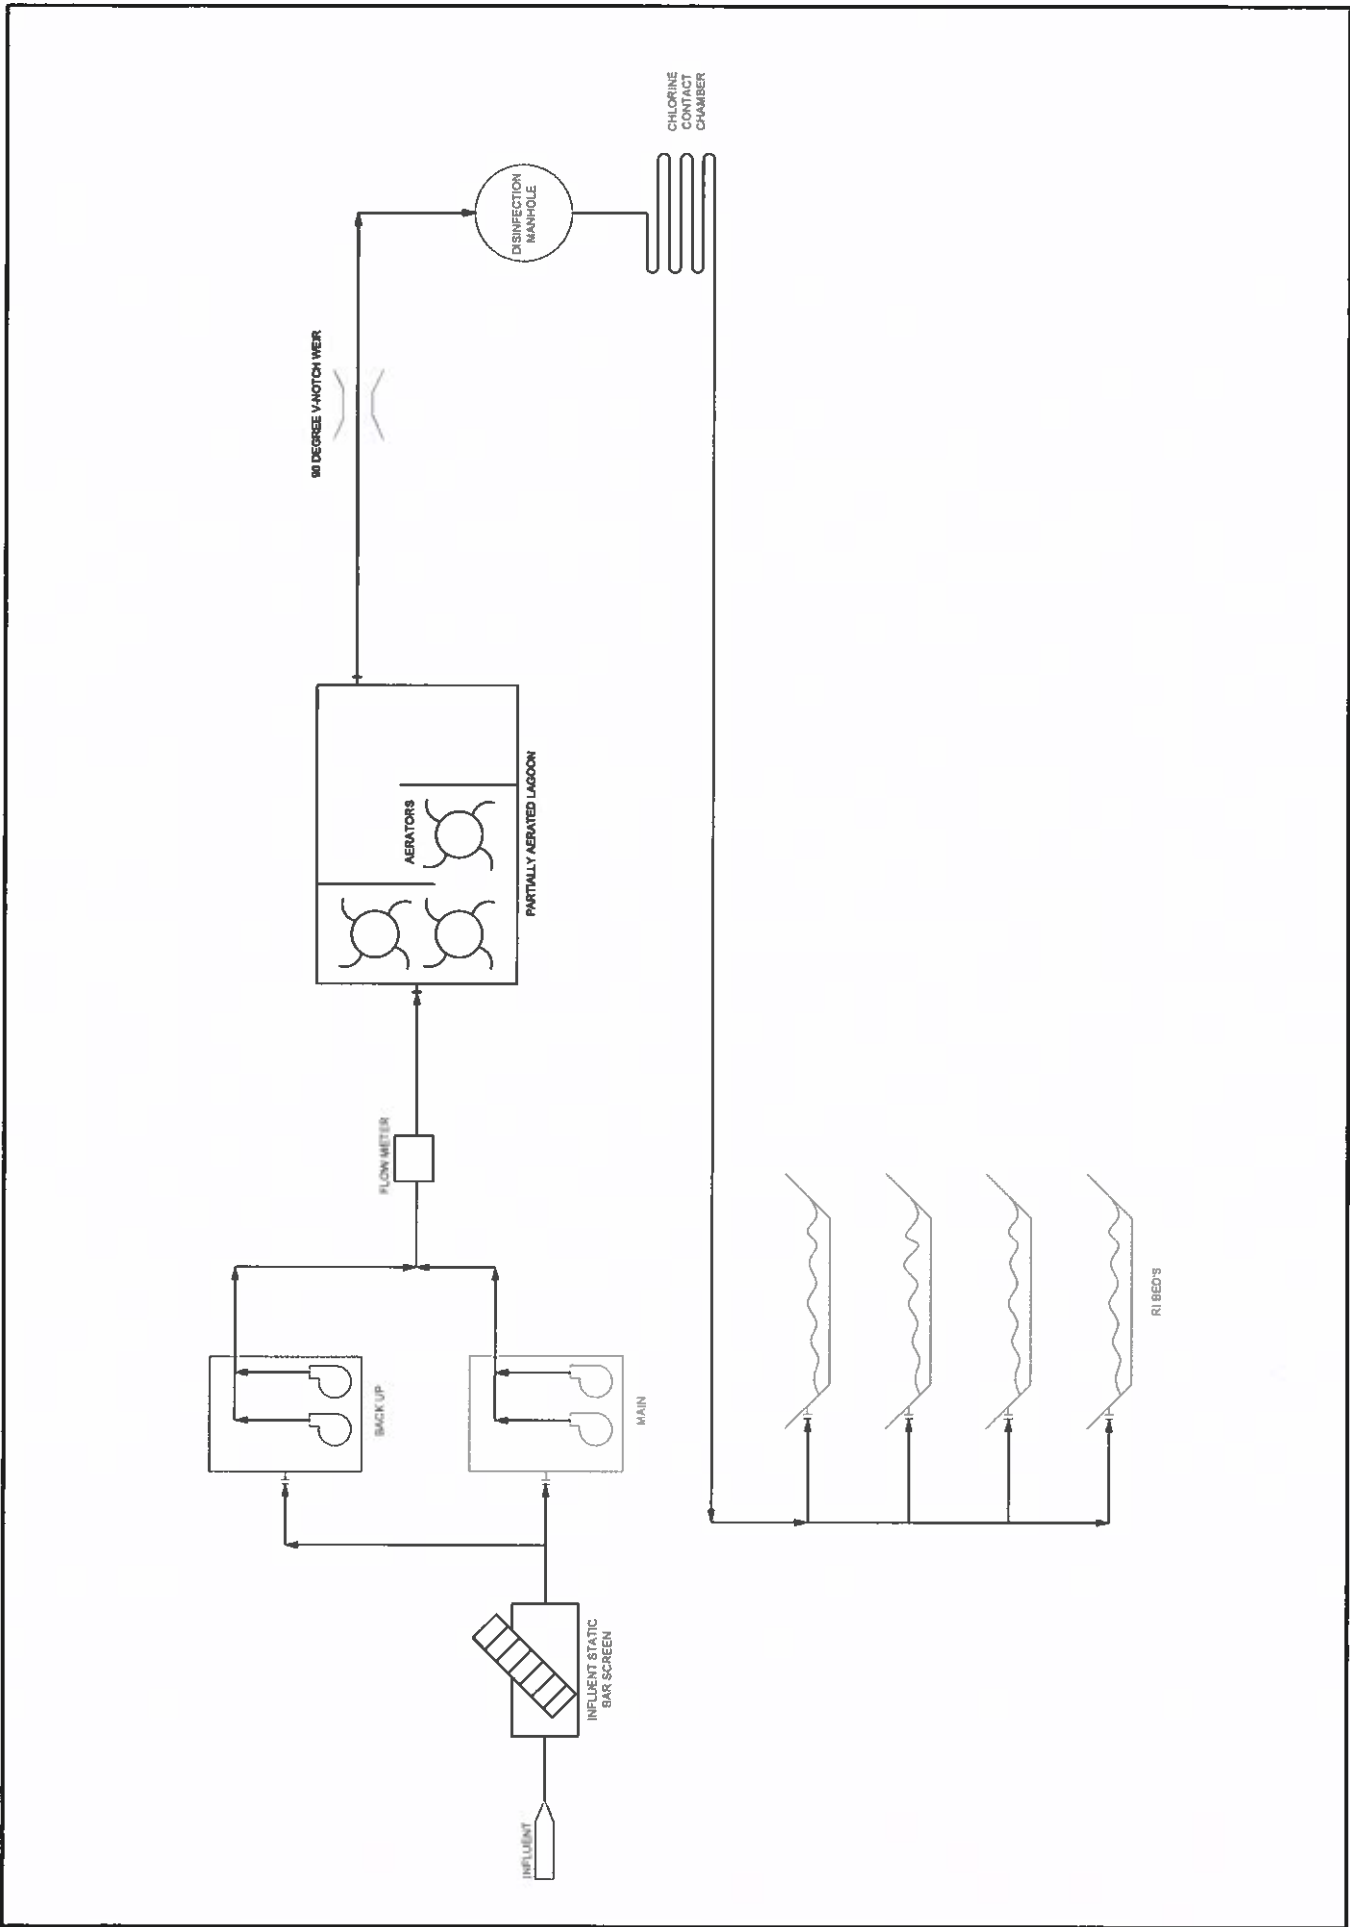 90 DEGREE V-NOTCH WEIR
CHLORINE
CONTACT
CHAMBER
DISINFECTION
MANHOLE
AERATORS
PARTIALLY AERATED LAGOON
FLOW METER
BACK UP
MAIN
INFLUENT STATIC
BAR SCREEN
INFLUENT
RI BED'S